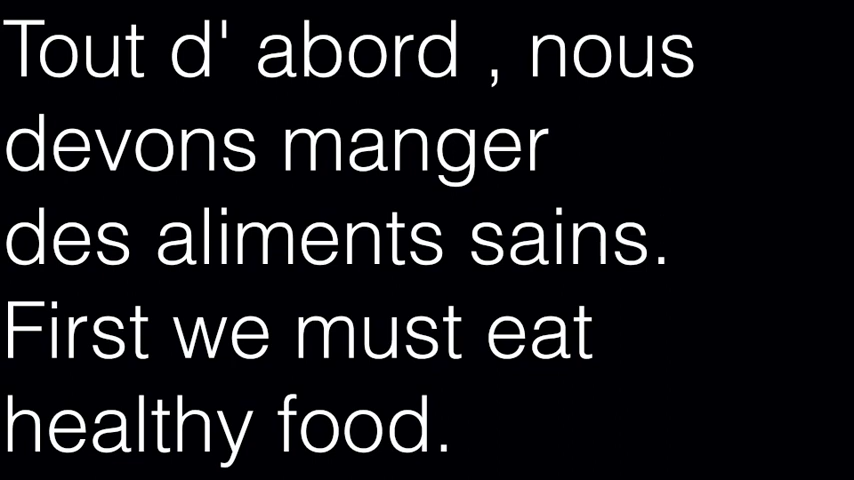 Tout d' abord , nous
devons manger
des aliments sains.
First we must eat
healthy food.